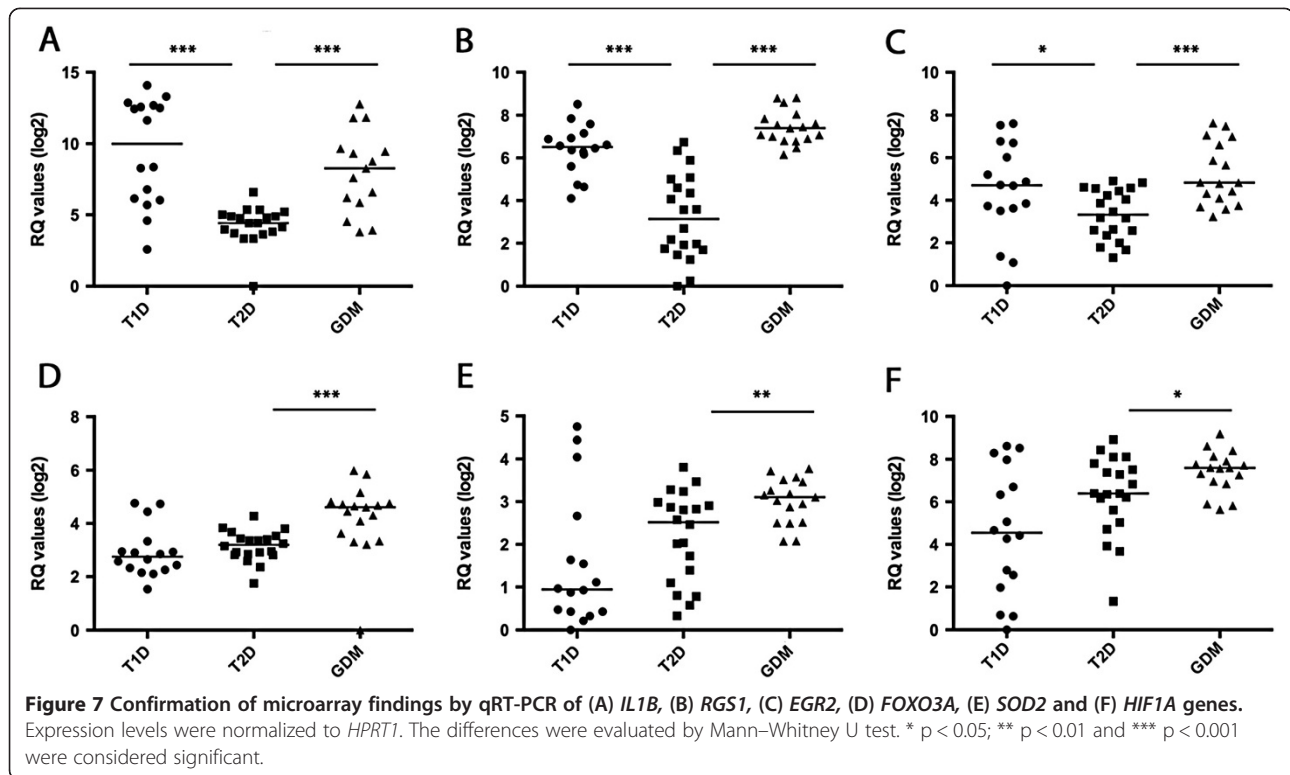 A
*** ***
RQ values (log2)
15
10
5
0
T1D T2D GDM
B
*** ***
RQ values (log2)
10
8
6
4
2
0
T1D T2D GDM
C
* ***
RQ values (log2)
10
8
6
4
2
0
T1D T2D GDM
D
***
RQ values (log2)
8
6
4
2
0
T1D T2D GDM
E
**
RQ values (log2)
5
4
3
2
1
0
T1D T2D GDM
F
*
RQ values (log2)
10
8
6
4
2
0
T1D T2D GDM
Figure 7 Confirmation of microarray findings by qRT-PCR of (A) IL1B, (B) RGS1, (C) EGR2, (D) FOXO3A, (E) SOD2 and (F) HIF1A genes.
Expression levels were normalized to HPRT1. The differences were evaluated by Mann–Whitney U test. * p < 0.05; ** p < 0.01 and *** p < 0.001
were considered significant.